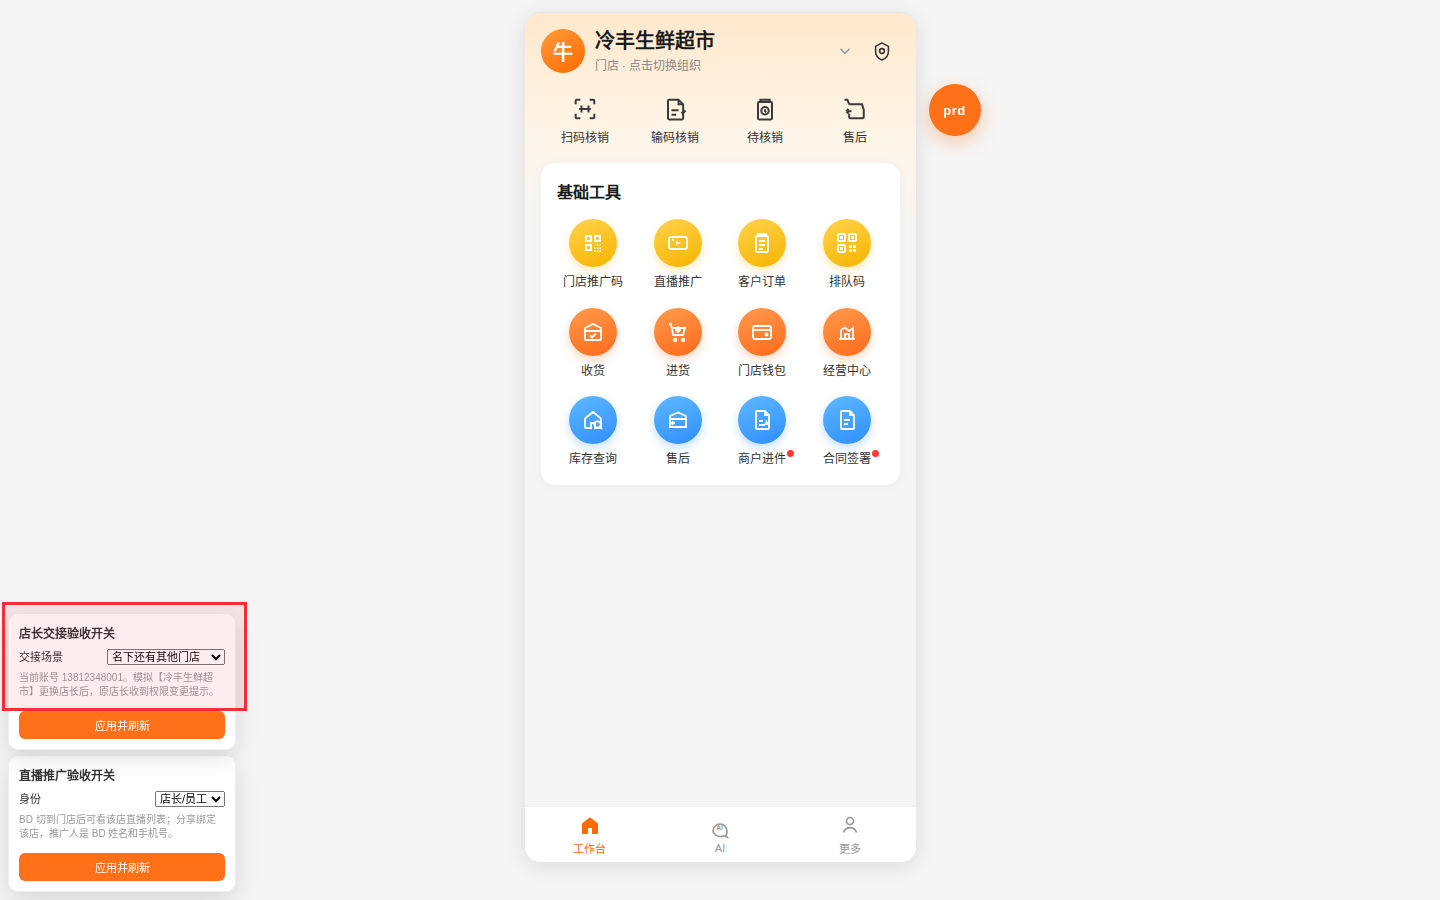 牛
冷丰生鲜超市
门店 · 点击切换组织
扫码核销
输码核销
待核销
售后
prd
基础工具
门店推广码
直播推广
客户订单
排队码
收货
进货
门店钱包
经营中心
库存查询
售后
商户进件
合同签署
店长交接验收开关
交接场景
名下还有其他门店
当前账号 13812348001。模拟【冷丰生鲜超
市】更换店长后，原店长收到权限变更提示。
应用并刷新
直播推广验收开关
身份
店长/员工
BD 切到门店后可看该店直播列表；分享绑定
该店，推广人是 BD 姓名和手机号。
应用并刷新
工作台
AI
AI
更多